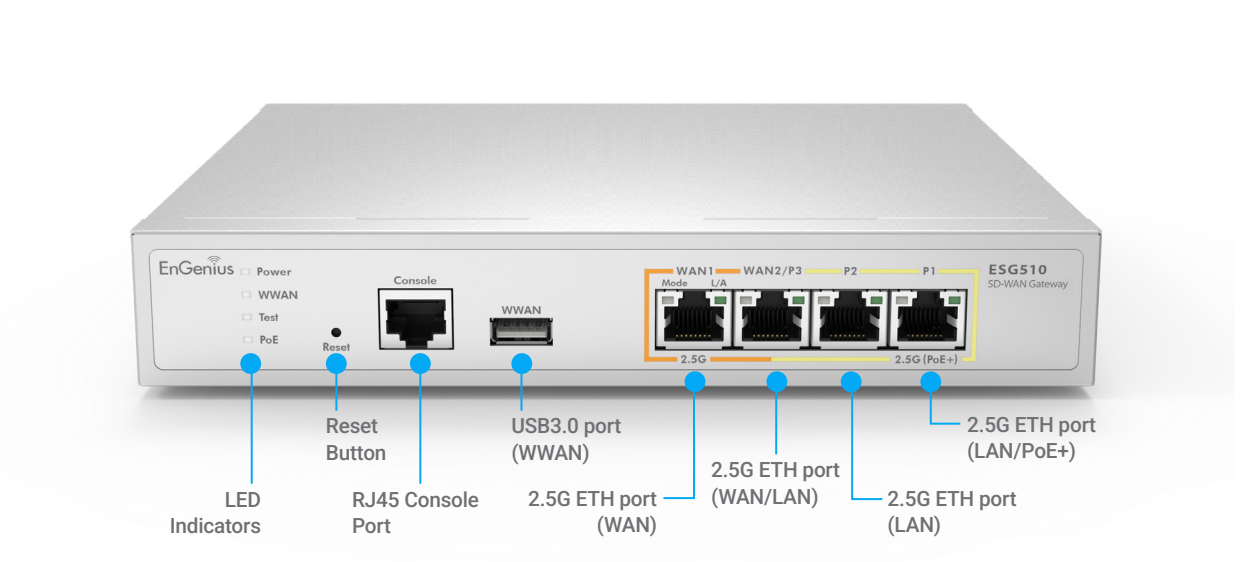 EnGenius
Power
WWAN
Test
PoE
Reset
Console
WWAN
WAN1
WAN2/P3
P2
P1
Mode
L/A
2.5G
2.5G (PoE+)
ESG510
SD-WAN Gateway
Reset
Button
USB3.0 port
(WWAN)
2.5G ETH port
(LAN/PoE+)
2.5G ETH port
(WAN/LAN)
LED
Indicators
RJ45 Console
Port
2.5G ETH port
(WAN)
2.5G ETH port
(LAN)